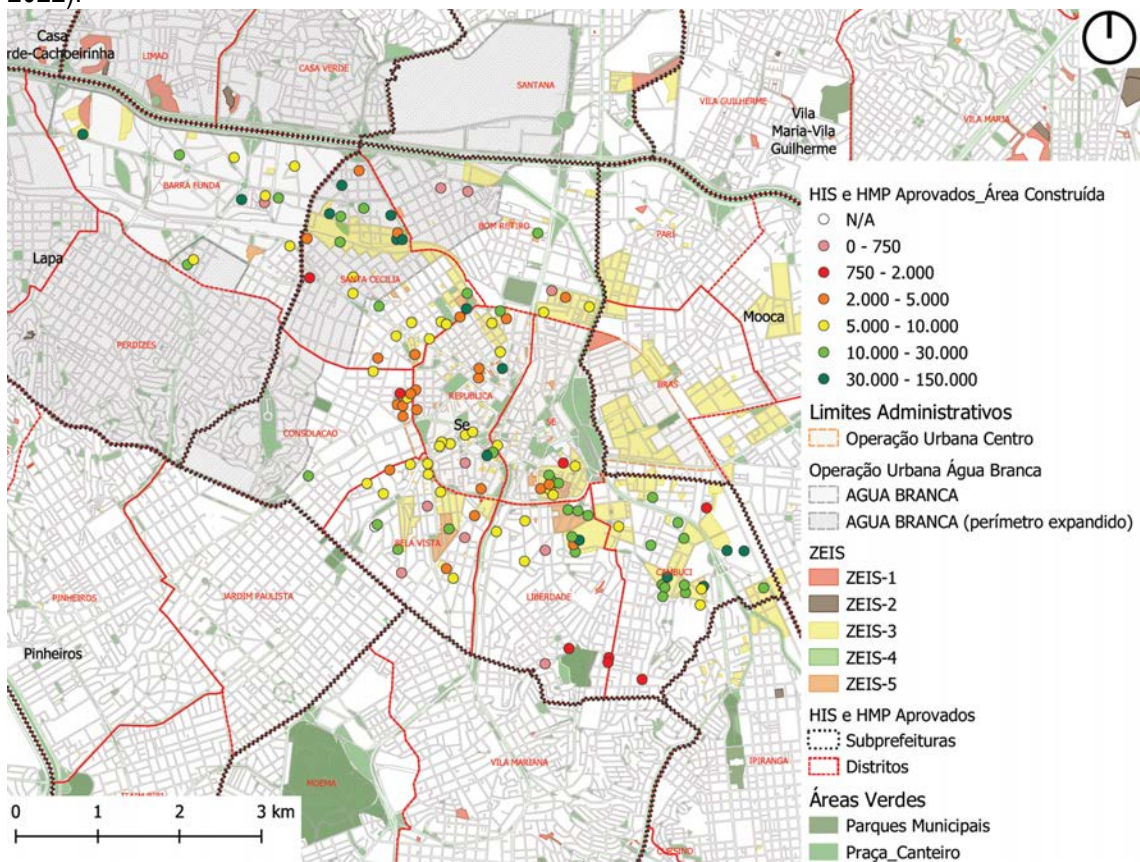 2022).
Casa
rde-Cachoeirinha
LIMAO
CASA VERDE
SANTANA
VILA GUILHERME
Vila
Maria-Vila
Guilherme
VILA MARIA
BARRA FUNDA
BOM RETIRO
PARI
Lapa
SANTA CECILIA
Mooca
PERDIZES
BRAS
REPUBLICA
Se
SE
CONSOLACAO
BELA VISTA
CAMBUCI
LIBERDADE
PINHEIROS
JARDIM PAULISTA
Pinheiros
VILA MARIANA
IPIRANGA
MOEMA
ITAIM BIBI
CURSINO
0 1 2 3 km
HIS e HMP Aprovados_Área Construída
N/A
0 - 750
750 - 2.000
2.000 - 5.000
5.000 - 10.000
10.000 - 30.000
30.000 - 150.000
Limites Administrativos
Operação Urbana Centro
Operação Urbana Água Branca
AGUA BRANCA
AGUA BRANCA (perímetro expandido)
ZEIS
ZEIS-1
ZEIS-2
ZEIS-3
ZEIS-4
ZEIS-5
HIS e HMP Aprovados
Subprefeituras
Distritos
Áreas Verdes
Parques Municipais
Praça_Canteiro